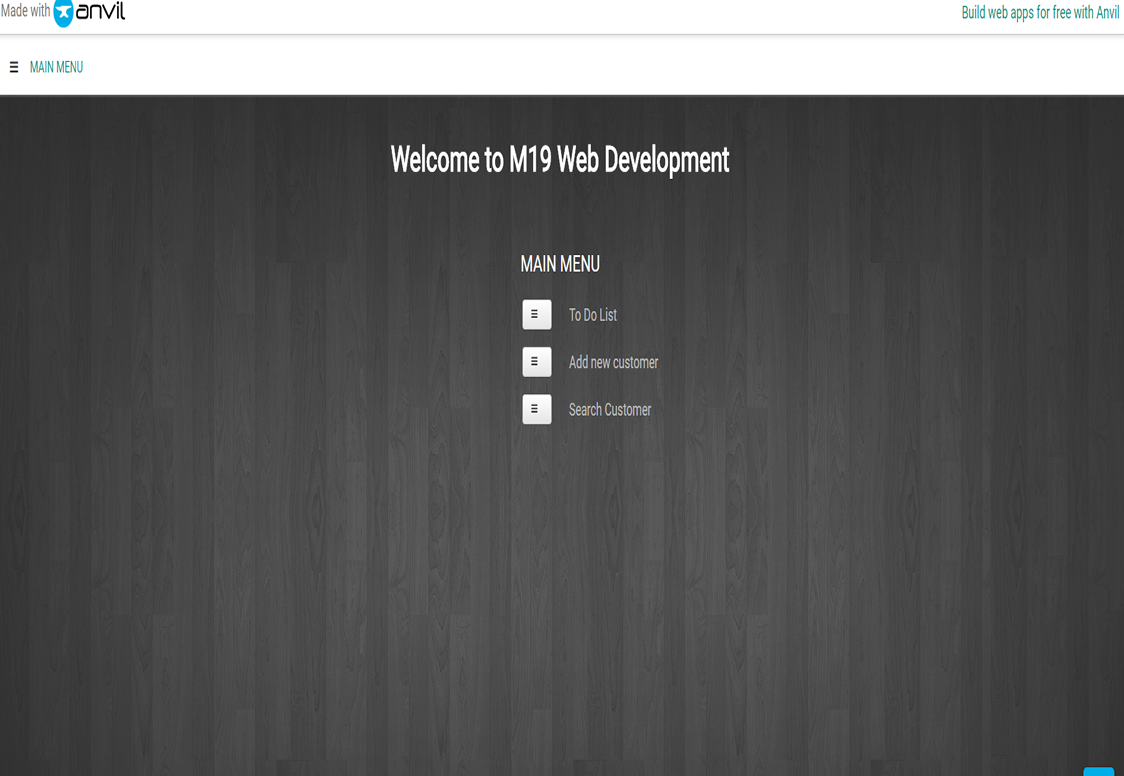 Made with anvil
Build web apps for free with Anvil
MAIN MENU
Welcome to M19 Web Development
MAIN MENU
To Do List
Add new customer
Search Customer